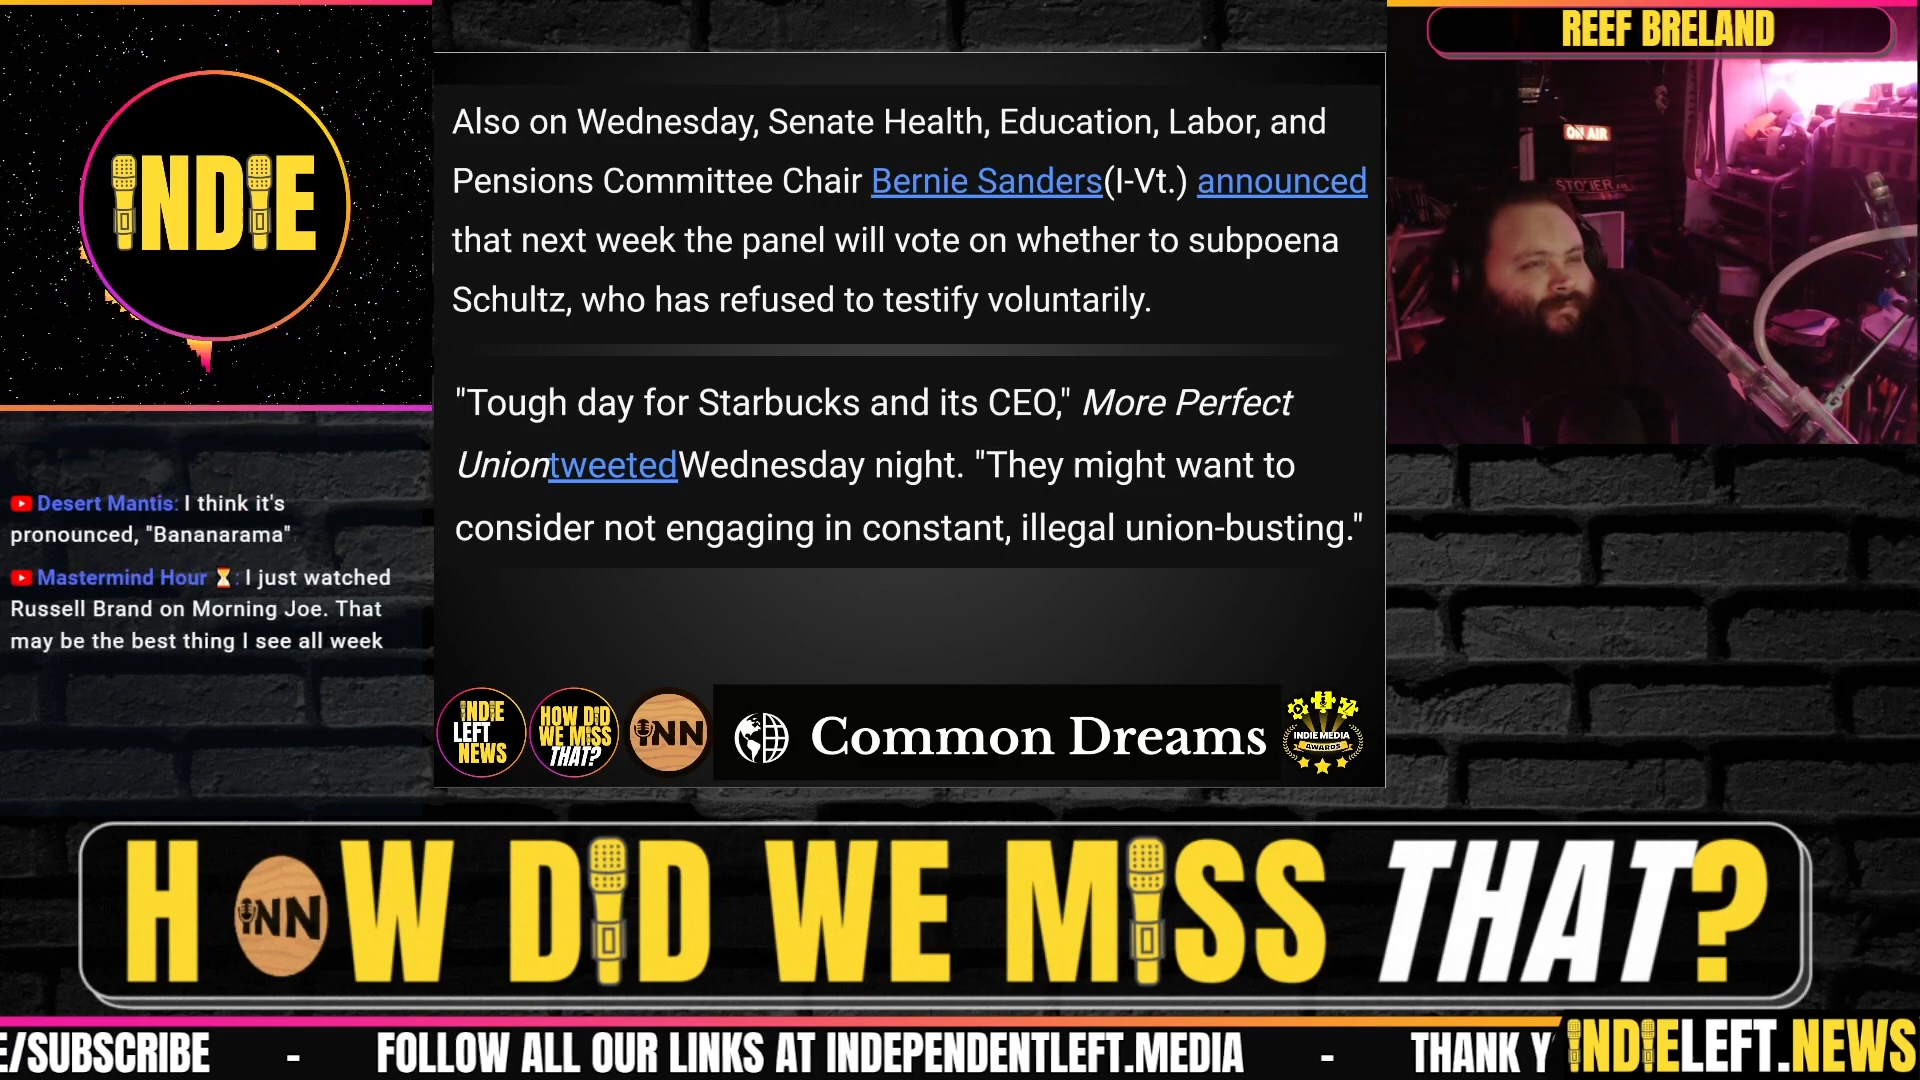 INDIE
Also on Wednesday, Senate Health, Education, Labor, and
Pensions Committee Chair Bernie Sanders(I-Vt.) announced
that next week the panel will vote on whether to subpoena
Schultz, who has refused to testify voluntarily.
"Tough day for Starbucks and its CEO," More Perfect
UniontweetedWednesday night. "They might want to
consider not engaging in constant, illegal union-busting."
REEF BRELAND
ON AIR
Desert Mantis: I think it's
pronounced, "Bananarama"
Mastermind Hour ⏳: I just watched
Russell Brand on Morning Joe. That
may be the best thing I see all week
INDIE
LEFT
NEWS
HOW DID
WE MISS
THAT?
INN
Common Dreams
INDIE MEDIA
AWARDS
HOW DID WE MISS THAT?
INN
E/SUBSCRIBE - FOLLOW ALL OUR LINKS AT INDEPENDENTLEFT.MEDIA - THANK Y
INDIELEFT.NEWS